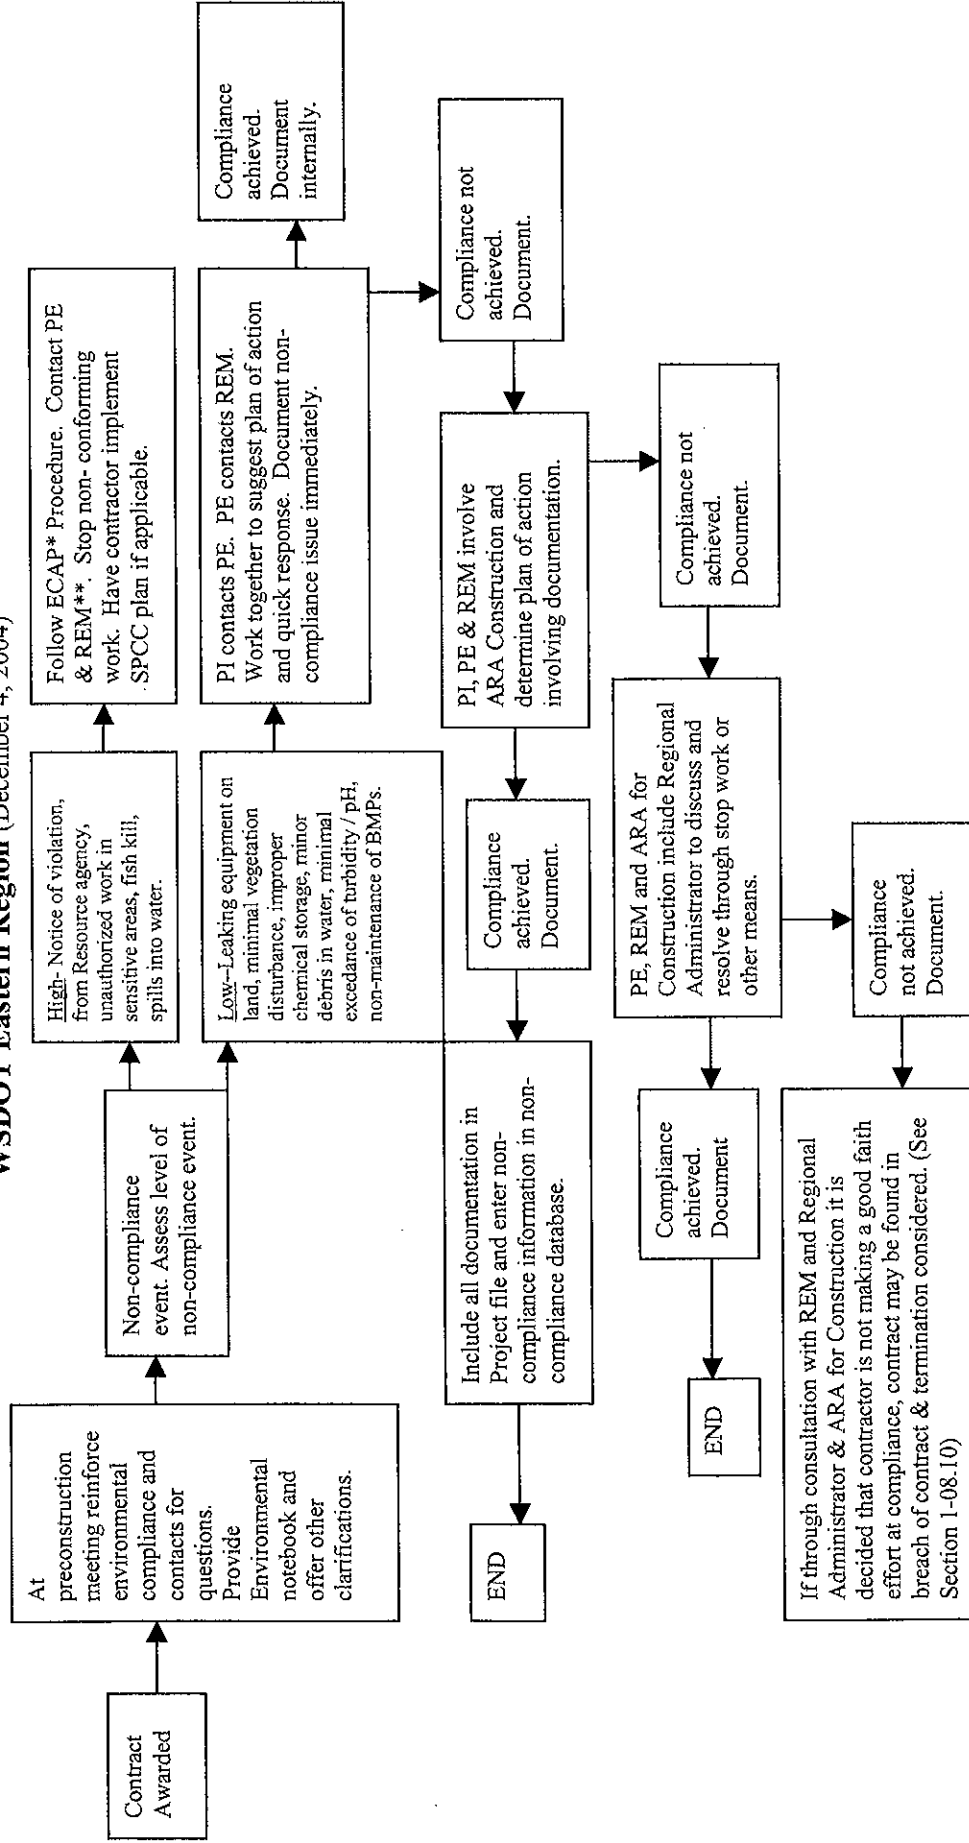 WSDOT Eastern Region (December 4, 2004)
Contract
Awarded
At
preconstruction
meeting reinforce
environmental
compliance and
contacts for
questions.
Provide
Environmental
notebook and
offer other
clarifications.
Non-compliance
event. Assess level of
non-compliance event.
High- Notice of violation,
from Resource agency,
unauthorized work in
sensitive areas, fish kill,
spills into water.
Follow ECAP* Procedure. Contact PE
& REM**. Stop non- conforming
work. Have contractor implement
SPCC plan if applicable.
Low--Leaking equipment on
land, minimal vegetation
disturbance, improper
chemical storage, minor
debris in water, minimal
excedance of turbidity / pH,
non-maintenance of BMPs.
PI contacts PE. PE contacts REM.
Work together to suggest plan of action
and quick response. Document non-
compliance issue immediately.
Compliance
achieved.
Document
internally.
Compliance not
achieved.
Document.
PI, PE & REM involve
ARA Construction and
determine plan of action
involving documentation.
Compliance
achieved.
Document.
Include all documentation in
Project file and enter non-
compliance information in non-
compliance database.
END
Compliance not
achieved.
Document.
PE, REM and ARA for
Construction include Regional
Administrator to discuss and
resolve through stop work or
other means.
Compliance
achieved.
Document
END
Compliance
not achieved.
Document.
If through consultation with REM and Regional
Administrator & ARA for Construction it is
decided that contractor is not making a good faith
effort at compliance, contract may be found in
breach of contract & termination considered. (See
Section 1-08.10)